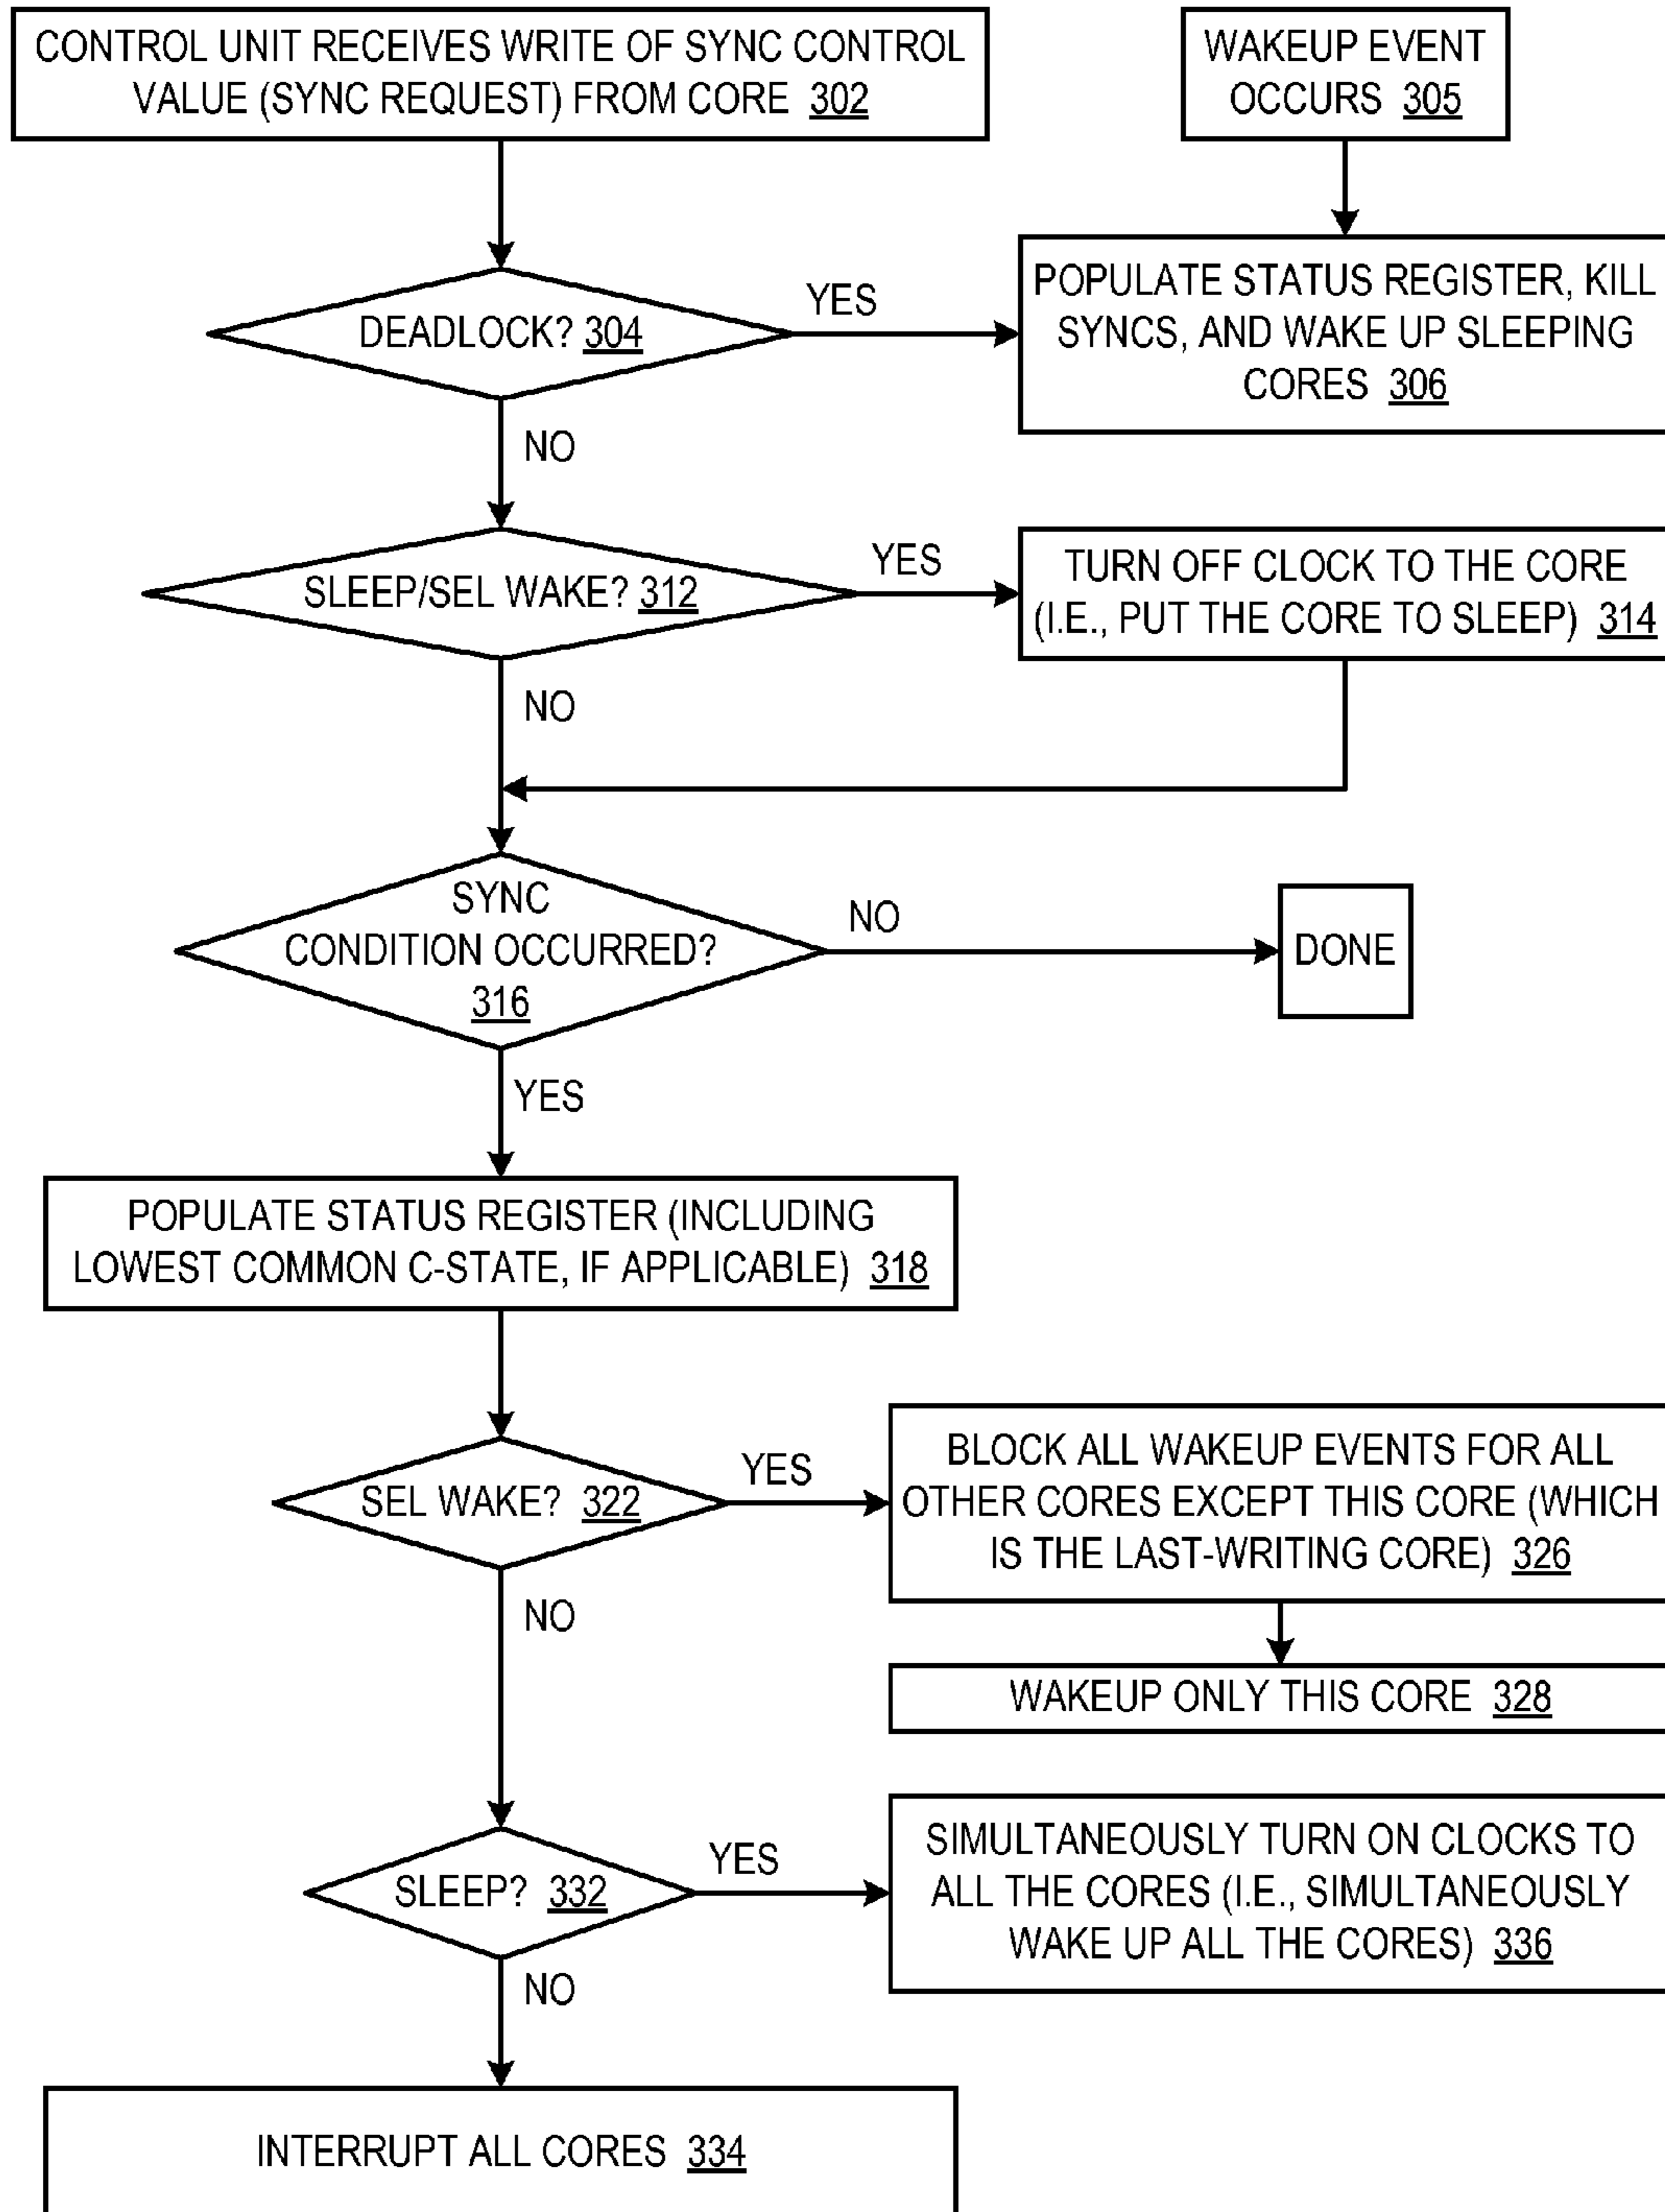 CONTROL UNIT RECEIVES WRITE OF SYNC CONTROL
VALUE (SYNC REQUEST) FROM CORE 302
WAKEUP EVENT
OCCURS 305
DEADLOCK? 304
YES
POPULATE STATUS REGISTER, KILL
SYNCS, AND WAKE UP SLEEPING
CORES 306
NO
SLEEP/SEL WAKE? 312
YES
TURN OFF CLOCK TO THE CORE
(I.E., PUT THE CORE TO SLEEP) 314
NO
SYNC
CONDITION OCCURRED?
316
NO
DONE
YES
POPULATE STATUS REGISTER (INCLUDING
LOWEST COMMON C-STATE, IF APPLICABLE) 318
SEL WAKE? 322
YES
BLOCK ALL WAKEUP EVENTS FOR ALL
OTHER CORES EXCEPT THIS CORE (WHICH
IS THE LAST-WRITING CORE) 326
NO
WAKEUP ONLY THIS CORE 328
SLEEP? 332
YES
SIMULTANEOUSLY TURN ON CLOCKS TO
ALL THE CORES (I.E., SIMULTANEOUSLY
WAKE UP ALL THE CORES) 336
NO
INTERRUPT ALL CORES 334